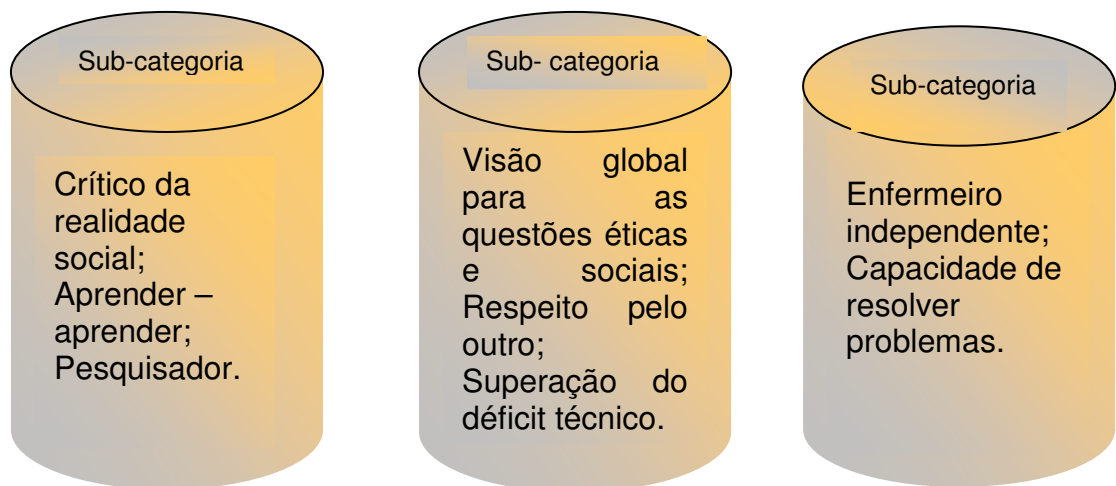 Sub-categoria
Crítico da
realidade
social;
Aprender –
aprender;
Pesquisador.
Sub- categoria
Visão global
para as
questões éticas
e sociais;
Respeito pelo
outro;
Superação do
déficit técnico.
Sub-categoria
Enfermeiro
independente;
Capacidade de
resolver
problemas.